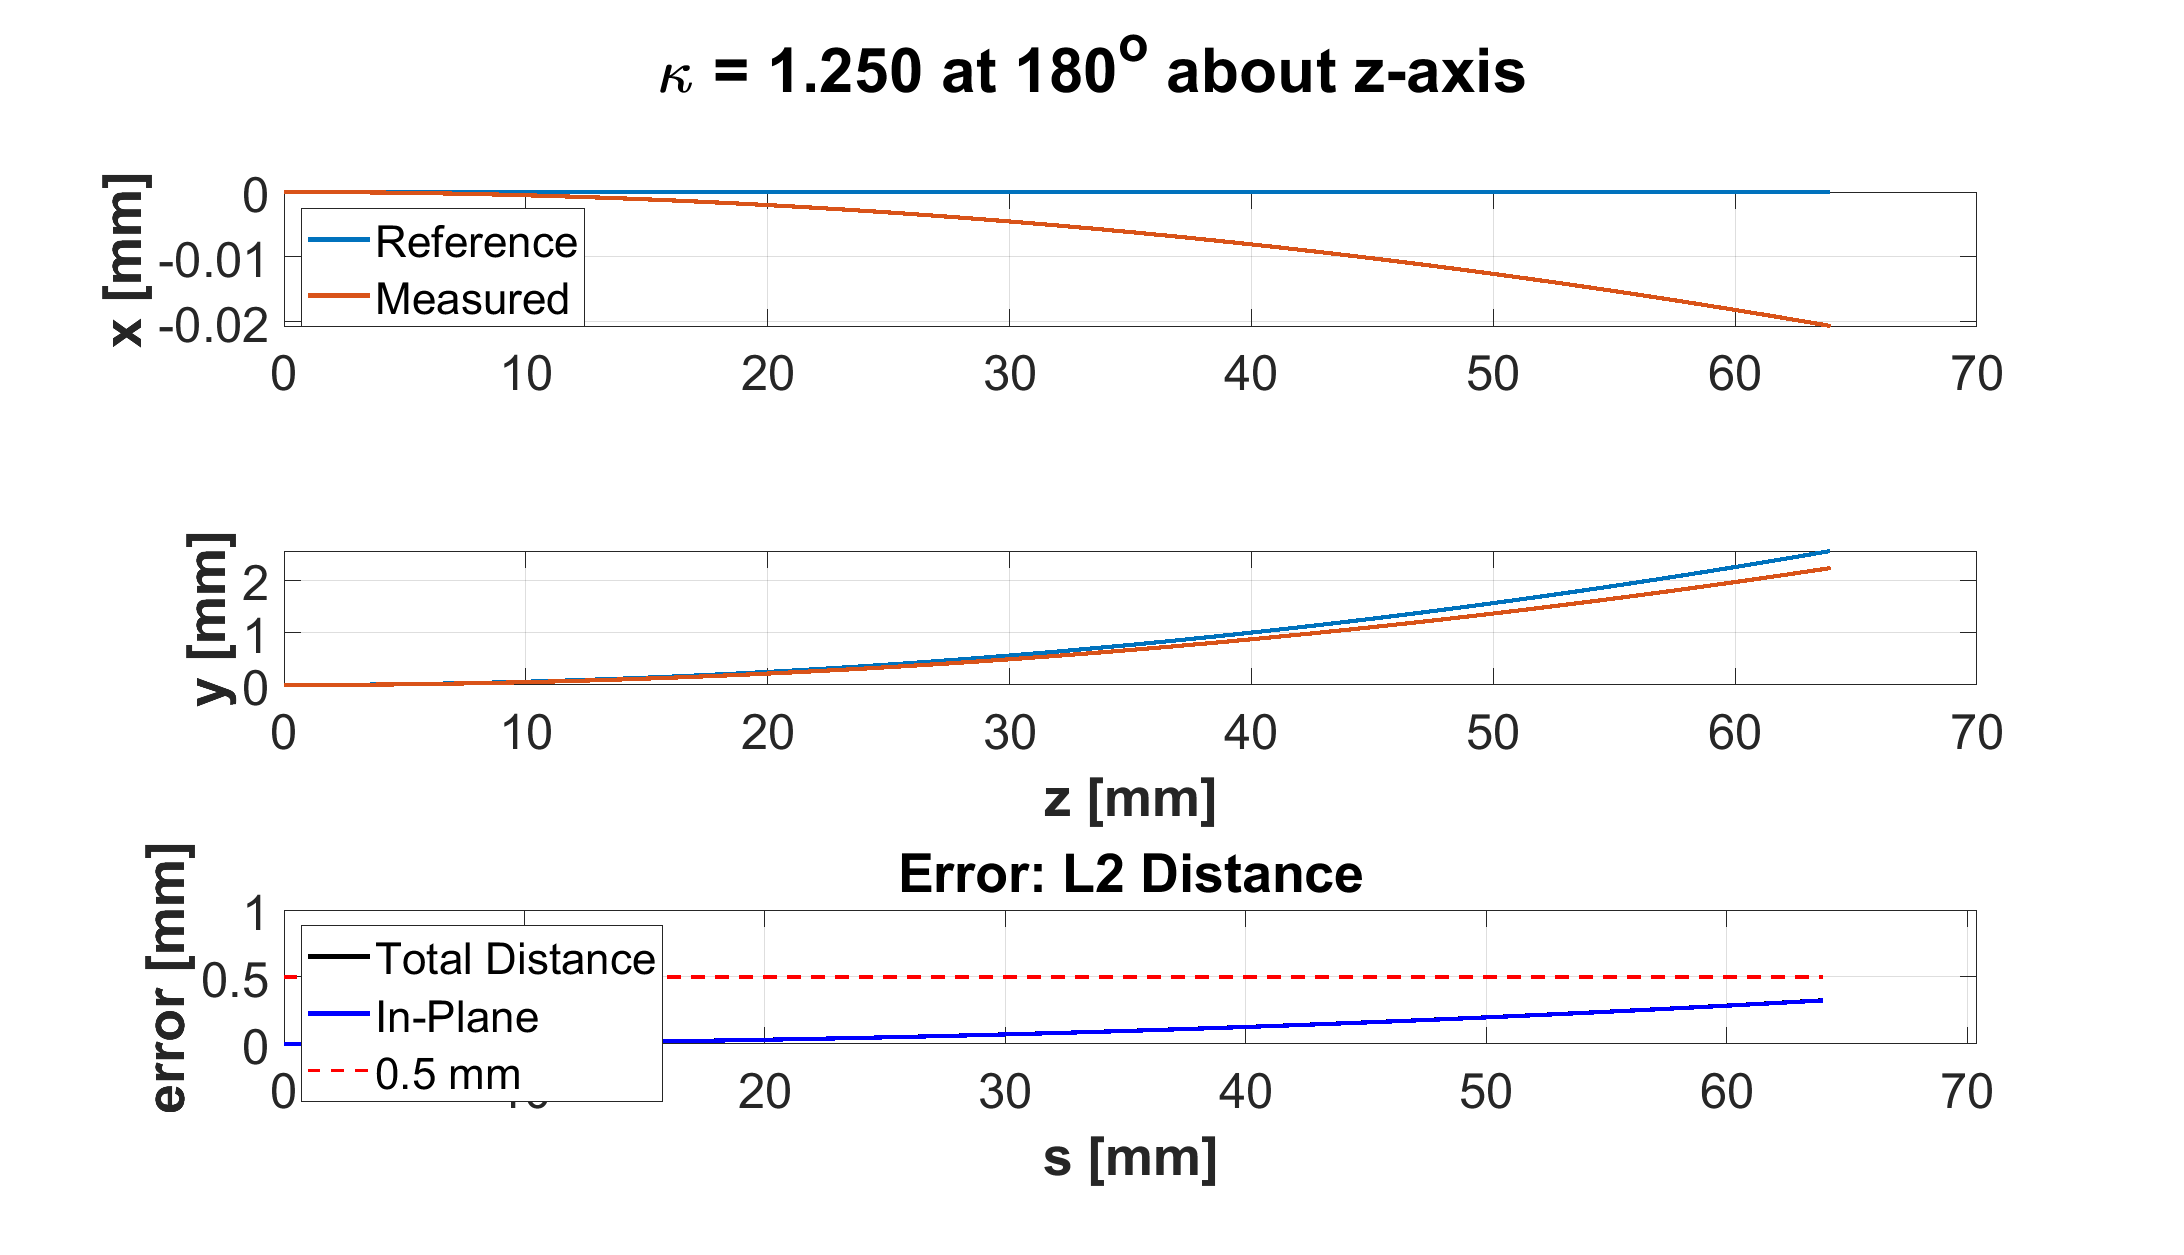 κ = 1.250 at 180° about z-axis
x [mm]
0
-0.01
-0.02
Reference
Measured
0 10 20 30 40 50 60 70
y [mm]
2
1
0
0 10 20 30 40 50 60 70
z [mm]
Error: L2 Distance
error [mm]
1
0.5
0
Total Distance
In-Plane
0.5 mm
0 20 30 40 50 60 70
s [mm]